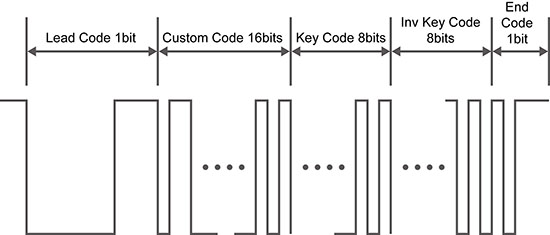 Lead Code 1bit
Custom Code 16bits
Key Code 8bits
Inv Key Code
8bits
End
Code
1bit